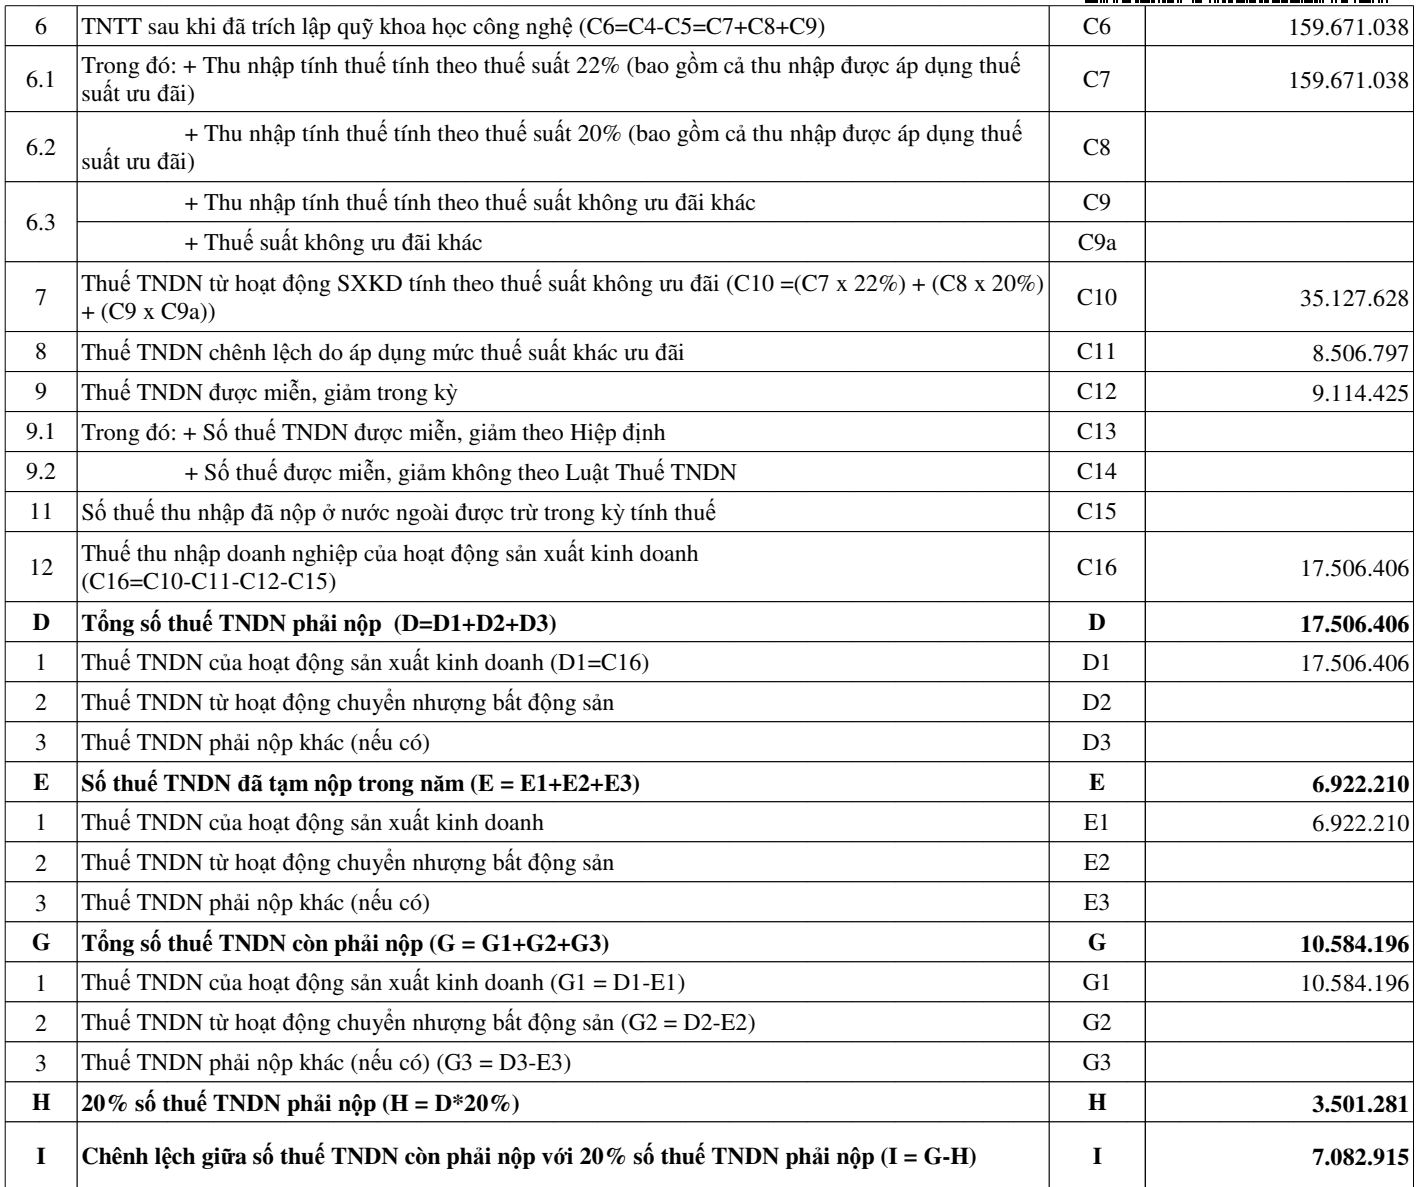 6 TNTT sau khi đã trích lập quỹ khoa học công nghệ (C6=C4-C5=C7+C8+C9) C6 159.671.038
6.1 Trong đó: + Thu nhập tính thuế tính theo thuế suất 22% (bao gồm cả thu nhập được áp dụng thuế
suất ưu đãi) C7 159.671.038
6.2 + Thu nhập tính thuế tính theo thuế suất 20% (bao gồm cả thu nhập được áp dụng thuế
suất ưu đãi) C8
6.3 + Thu nhập tính thuế tính theo thuế suất không ưu đãi khác C9
+ Thuế suất không ưu đãi khác C9a
7 Thuế TNDN từ hoạt động SXKD tính theo thuế suất không ưu đãi (C10 =(C7 x 22%) + (C8 x 20%)
+ (C9 x C9a)) C10 35.127.628
8 Thuế TNDN chênh lệch do áp dụng mức thuế suất khác ưu đãi C11 8.506.797
9 Thuế TNDN được miễn, giảm trong kỳ C12 9.114.425
9.1 Trong đó: + Số thuế TNDN được miễn, giảm theo Hiệp định C13
9.2 + Số thuế được miễn, giảm không theo Luật Thuế TNDN C14
11 Số thuế thu nhập đã nộp ở nước ngoài được trừ trong kỳ tính thuế C15
12 Thuế thu nhập doanh nghiệp của hoạt động sản xuất kinh doanh
(C16=C10-C11-C12-C15) C16 17.506.406
D Tổng số thuế TNDN phải nộp (D=D1+D2+D3) D 17.506.406
1 Thuế TNDN của hoạt động sản xuất kinh doanh (D1=C16) D1 17.506.406
2 Thuế TNDN từ hoạt động chuyển nhượng bất động sản D2
3 Thuế TNDN phải nộp khác (nếu có) D3
E Số thuế TNDN đã tạm nộp trong năm (E = E1+E2+E3) E 6.922.210
1 Thuế TNDN của hoạt động sản xuất kinh doanh E1 6.922.210
2 Thuế TNDN từ hoạt động chuyển nhượng bất động sản E2
3 Thuế TNDN phải nộp khác (nếu có) E3
G Tổng số thuế TNDN còn phải nộp (G = G1+G2+G3) G 10.584.196
1 Thuế TNDN của hoạt động sản xuất kinh doanh (G1 = D1-E1) G1 10.584.196
2 Thuế TNDN từ hoạt động chuyển nhượng bất động sản (G2 = D2-E2) G2
3 Thuế TNDN phải nộp khác (nếu có) (G3 = D3-E3) G3
H 20% số thuế TNDN phải nộp (H = D*20%) H 3.501.281
I Chênh lệch giữa số thuế TNDN còn phải nộp với 20% số thuế TNDN phải nộp (I = G-H) I 7.082.915